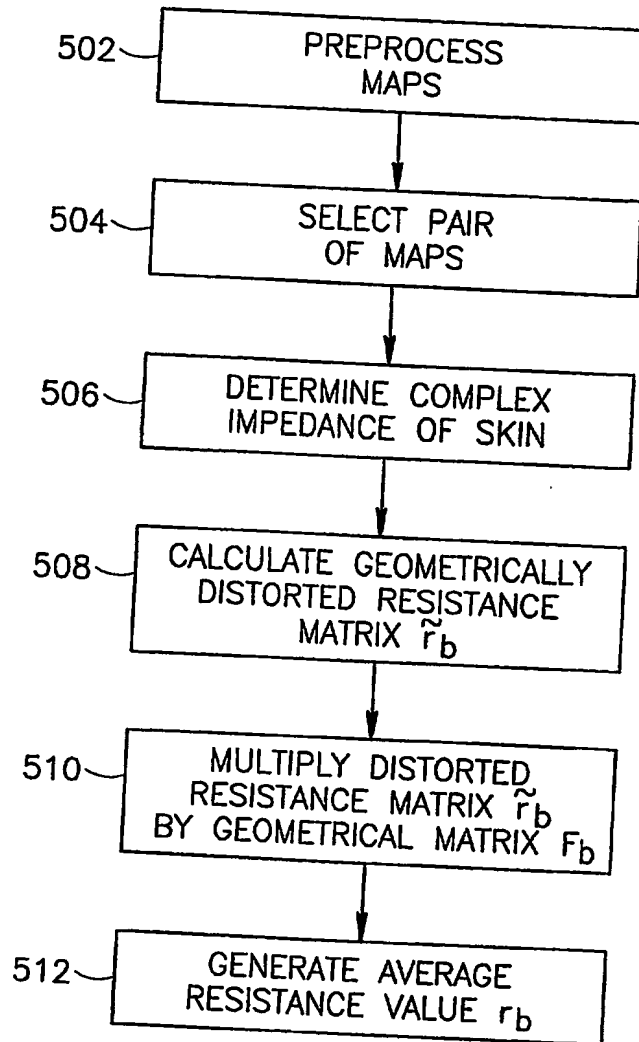 502
PREPROCESS
MAPS
504
SELECT PAIR
OF MAPS
506
DETERMINE COMPLEX
IMPEDANCE OF SKIN
508
CALCULATE GEOMETRICALLY
DISTORTED RESISTANCE
MATRIX r̃b
510
MULTIPLY DISTORTED
RESISTANCE MATRIX r̃b
BY GEOMETRICAL MATRIX Fb
512
GENERATE AVERAGE
RESISTANCE VALUE rb